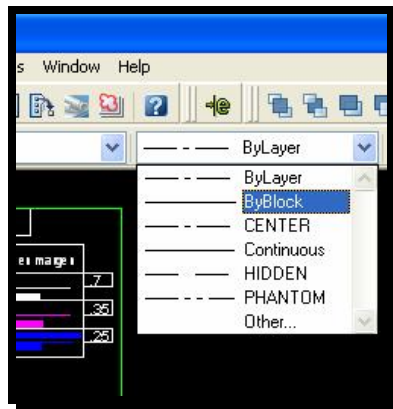 s Window Help
ByLayer
ByLayer
ByBlock
CENTER
Continuous
HIDDEN
PHANTOM
Other...
.7
.35
.25